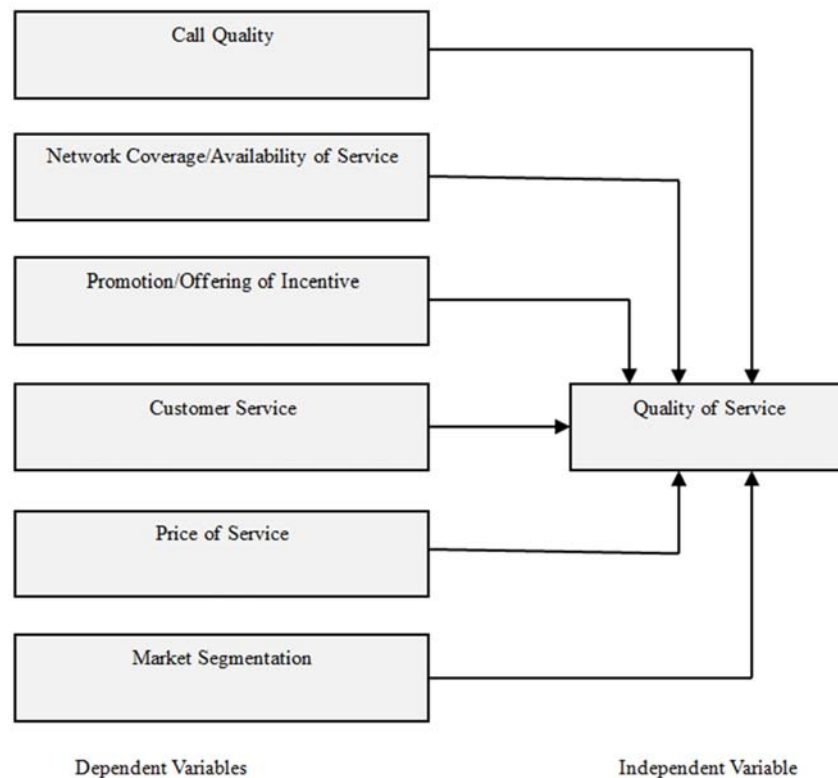 Call Quality
Network Coverage/Availability of Service
Promotion/Offering of Incentive
Customer Service
Quality of Service
Price of Service
Market Segmentation
Dependent Variables
Independent Variable